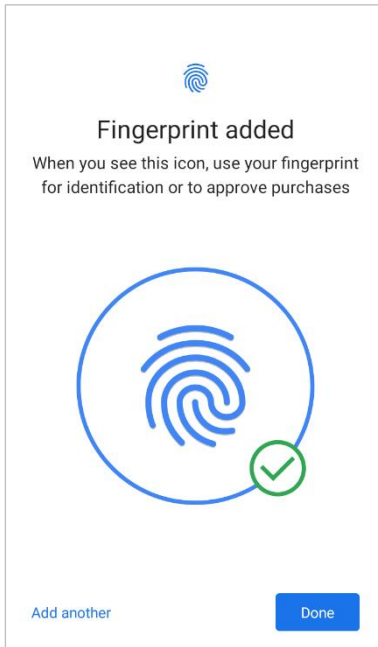 Fingerprint added
When you see this icon, use your fingerprint
for identification or to approve purchases
Add another
Done